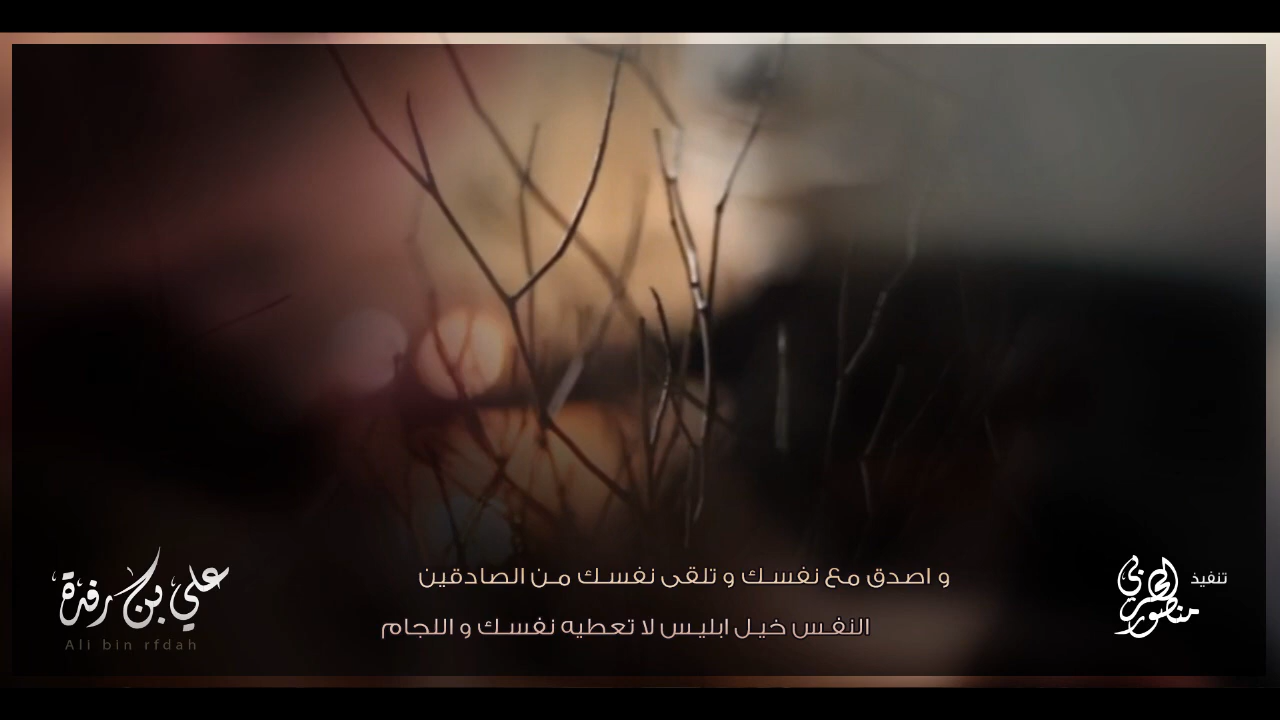 و اصدق مع نفسك و تلقى نفسك من الصادقين
النفس خيل ابليس لا تعطيه نفسك و اللجام
علي بن رفدة
Ali bin rfdah
تنفيذ
منصور الحربي